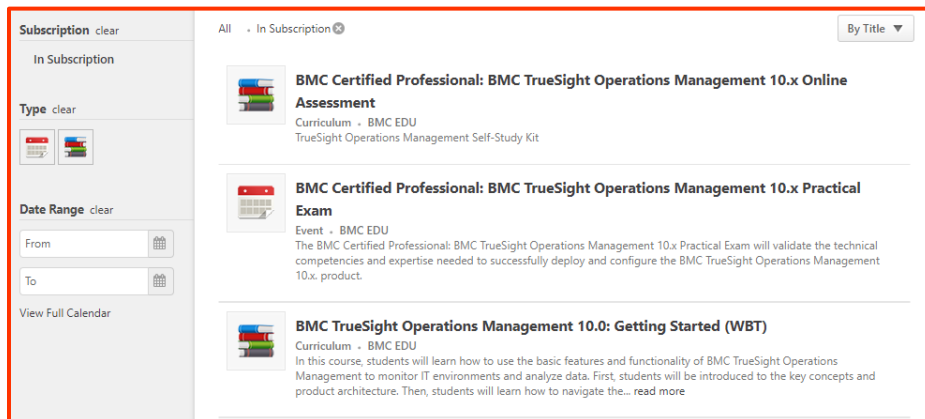 Subscription clear
In Subscription
Type clear
Date Range clear
From
To
View Full Calendar
All • In Subscription
By Title ▼
BMC Certified Professional: BMC TrueSight Operations Management 10.x Online
Assessment
Curriculum • BMC EDU
TrueSight Operations Management Self-Study Kit
BMC Certified Professional: BMC TrueSight Operations Management 10.x Practical
Exam
Event • BMC EDU
The BMC Certified Professional: BMC TrueSight Operations Management 10.x Practical Exam will validate the technical
competencies and expertise needed to successfully deploy and configure the BMC TrueSight Operations Management
10.x. product.
BMC TrueSight Operations Management 10.0: Getting Started (WBT)
Curriculum • BMC EDU
In this course, students will learn how to use the basic features and functionality of BMC TrueSight Operations
Management to monitor IT environments and analyze data. First, students will be introduced to the key concepts and
product architecture. Then, students will learn how to navigate the... read more